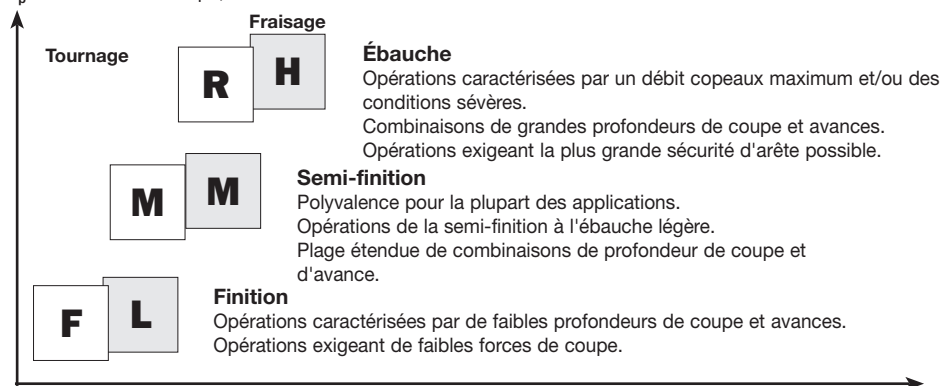 Fraisage
Tournage
R
H
Ébauche
Opérations caractérisées par un débit copeaux maximum et/ou des
conditions sévères.
Combinaisons de grandes profondeurs de coupe et avances.
Opérations exigeant la plus grande sécurité d'arête possible.
M
M
Semi-finition
Polyvalence pour la plupart des applications.
Opérations de la semi-finition à l'ébauche légère.
Plage étendue de combinaisons de profondeur de coupe et
d'avance.
F
L
Finition
Opérations caractérisées par de faibles profondeurs de coupe et avances.
Opérations exigeant de faibles forces de coupe.